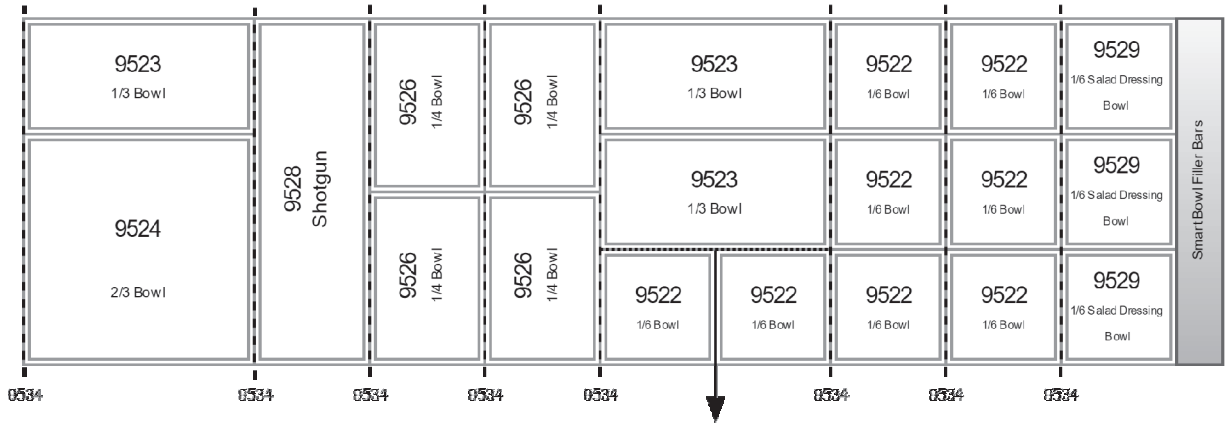 9523
1/3 Bowl
9524
2/3 Bowl
9528
Shotgun
9526
1/4 Bowl
9526
1/4 Bowl
9526
1/4 Bowl
9526
1/4 Bowl
9523
1/3 Bowl
9523
1/3 Bowl
9522
1/6 Bowl
9522
1/6 Bowl
9522
1/6 Bowl
9522
1/6 Bowl
9522
1/6 Bowl
9522
1/6 Bowl
9522
1/6 Bowl
9522
1/6 Bowl
9529
1/6 Salad Dressing
Bowl
9529
1/6 Salad Dressing
Bowl
9529
1/6 Salad Dressing
Bowl
Smart Bowl Filler Bars
9534 9534 9534 9534 9534 9534 9534 9534